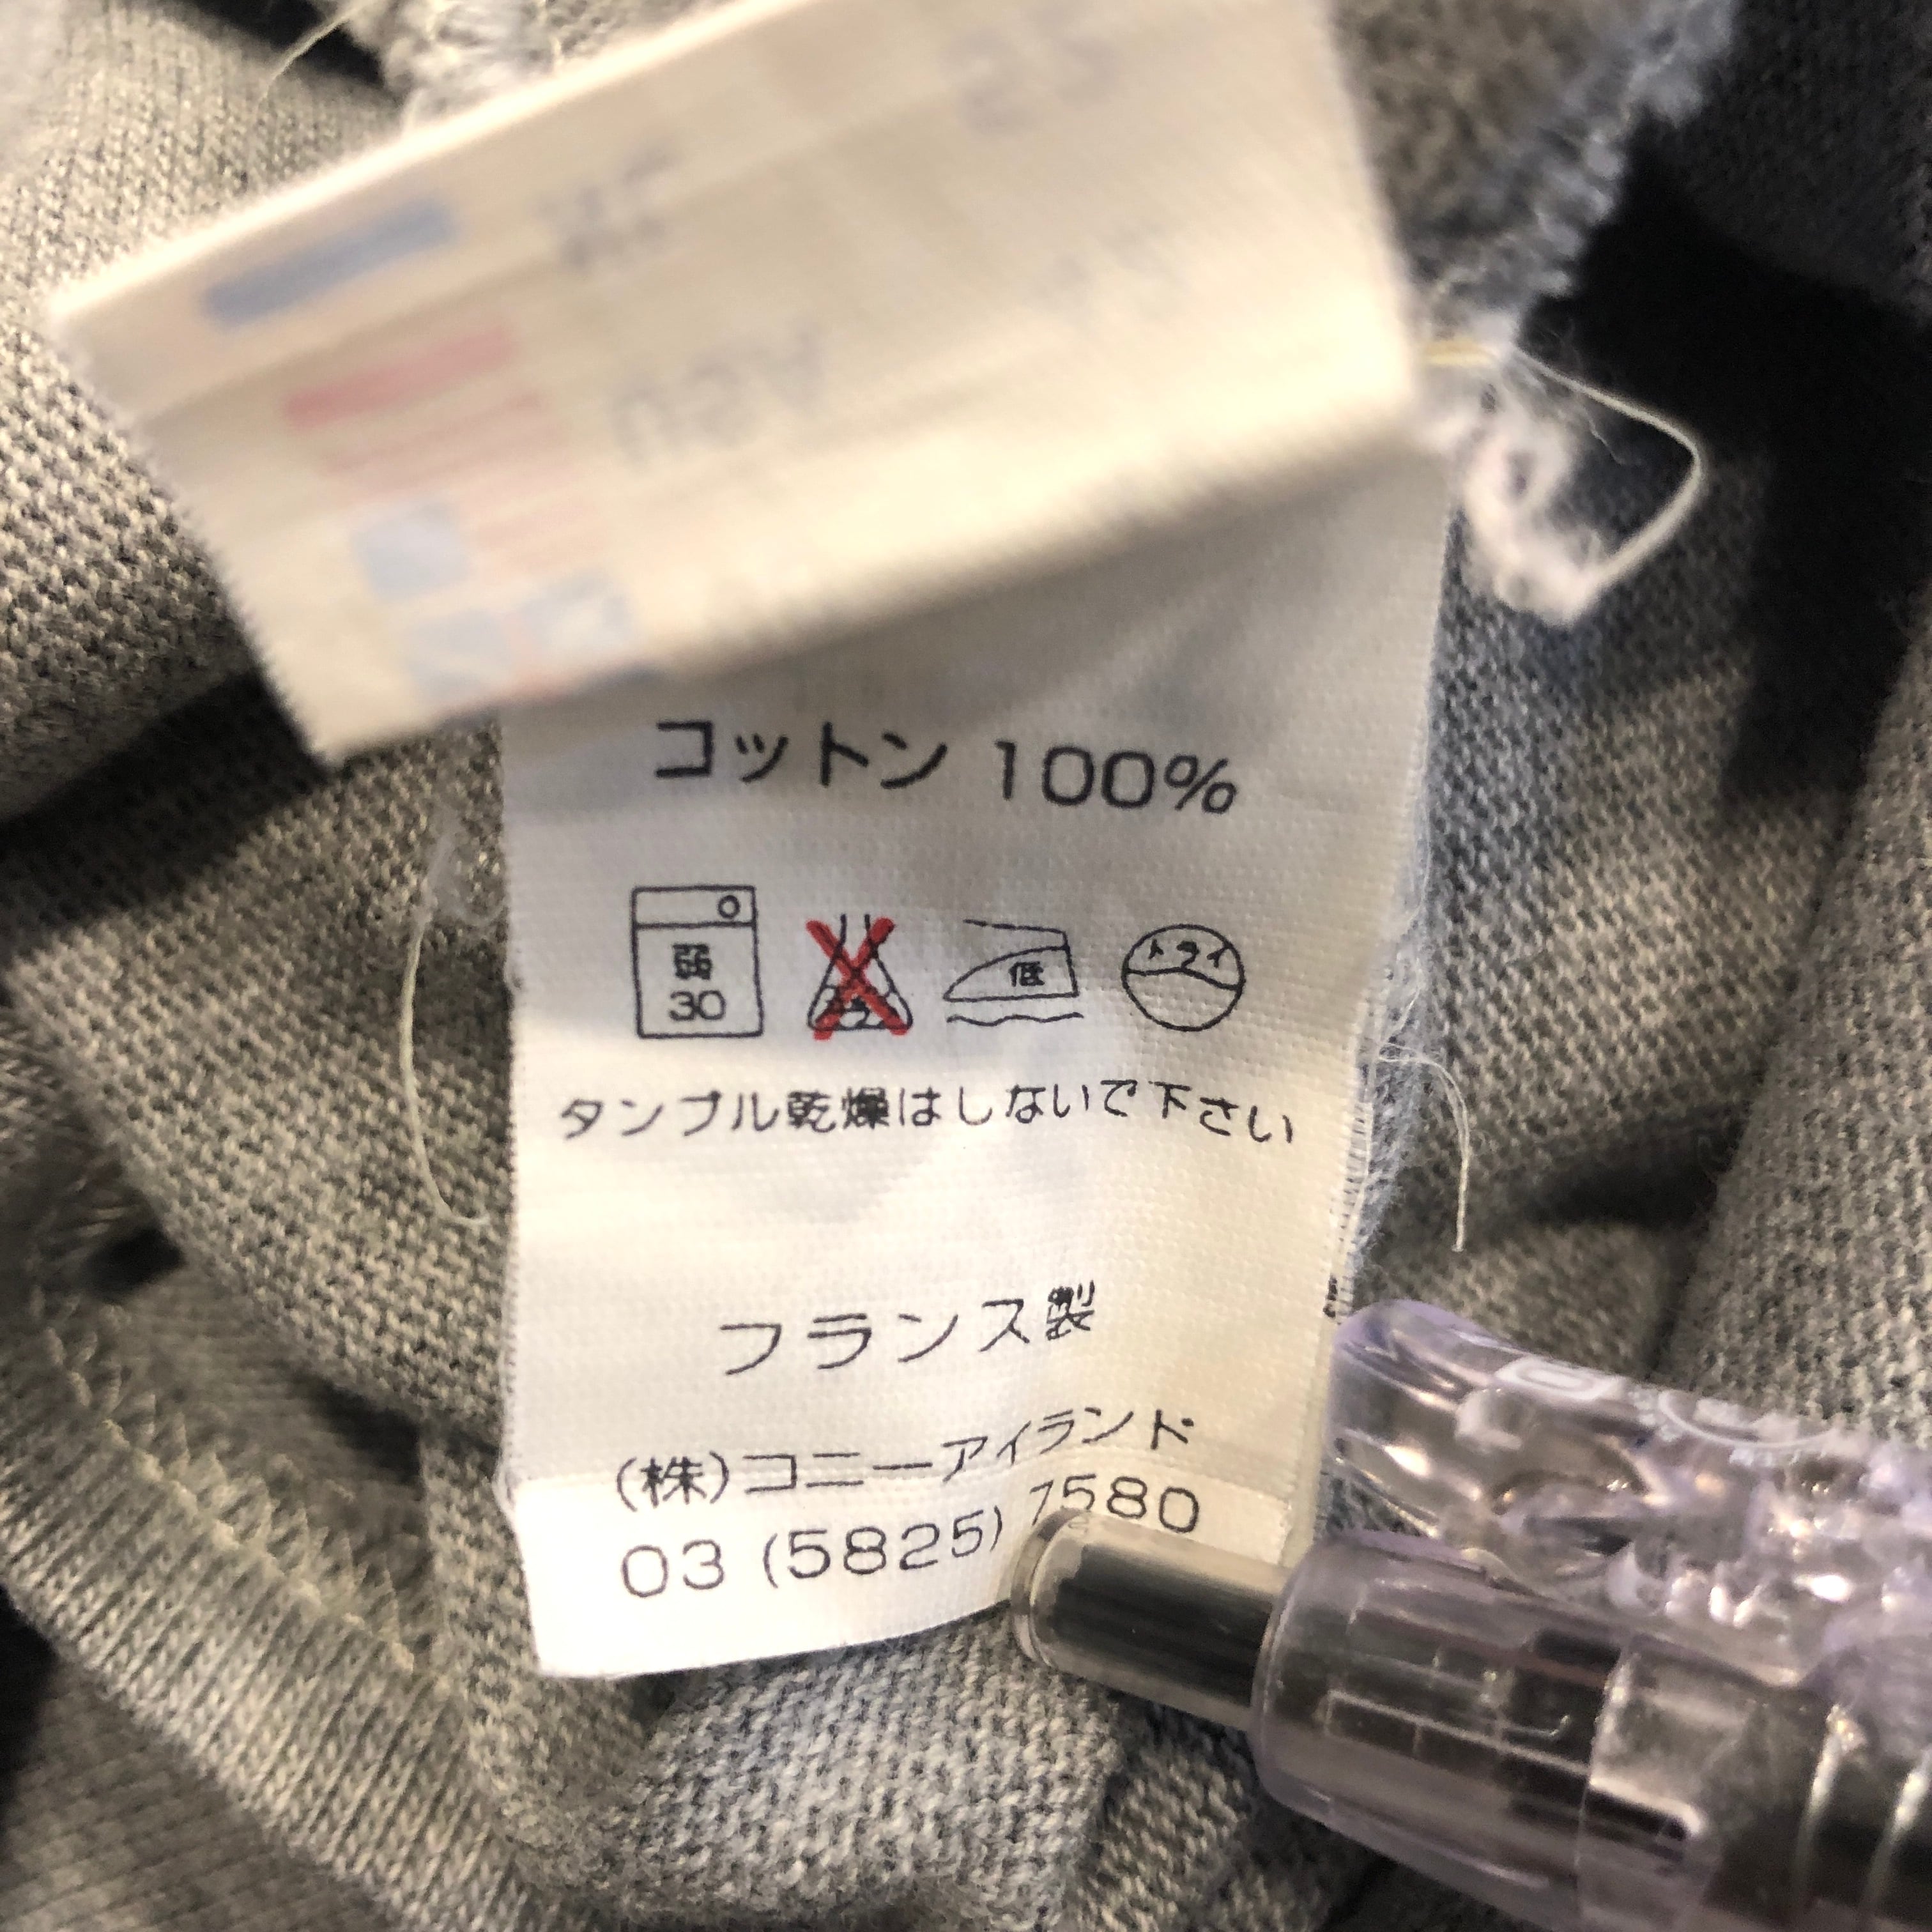 コットン 100%
弱
30
低
ドライ
タンブル乾燥はしないで下さい
フランス製
(株)コニーアイランド
03 (5825) 7580